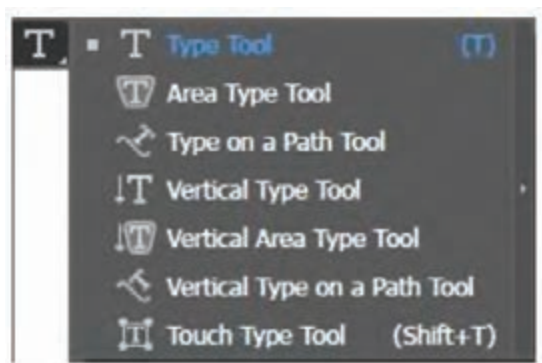 Type Tool (T)
Area Type Tool
Type on a Path Tool
Vertical Type Tool
Vertical Area Type Tool
Vertical Type on a Path Tool
Touch Type Tool (Shift+T)